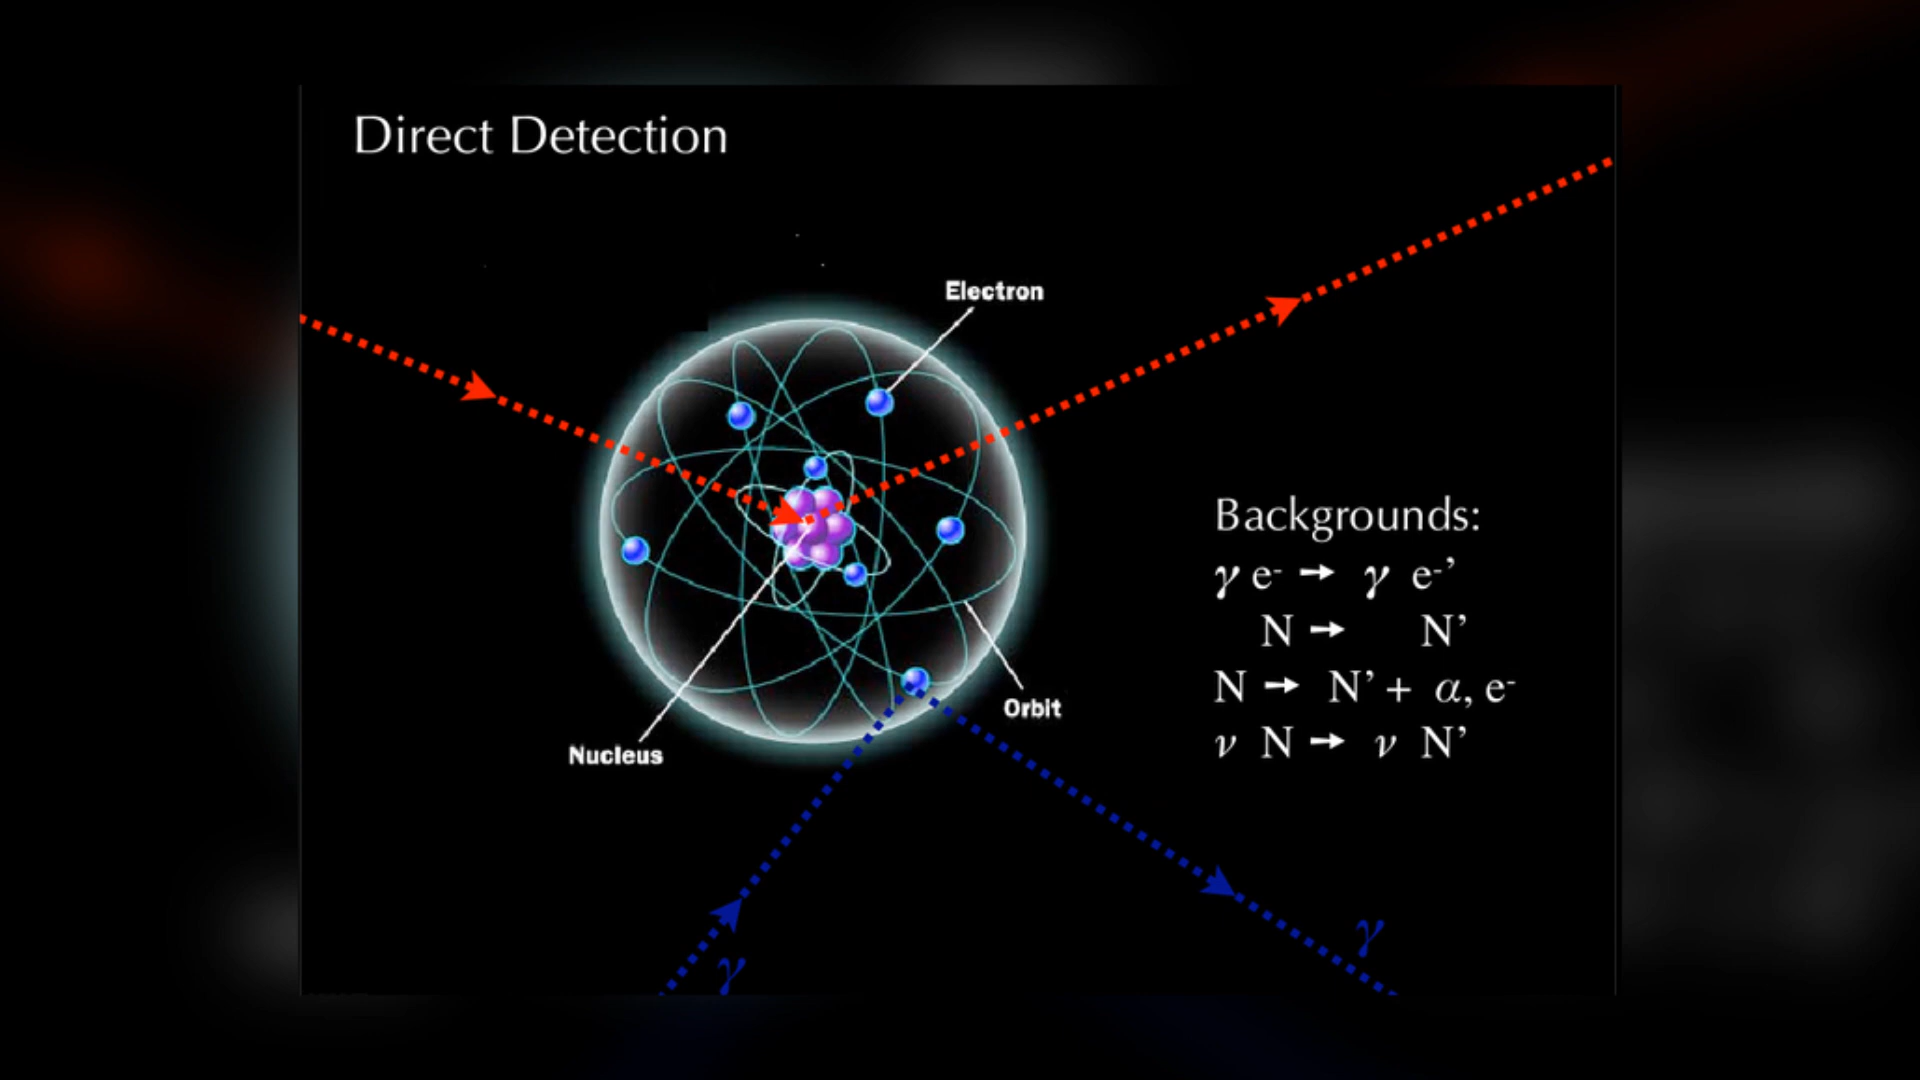 Direct Detection
Electron
Backgrounds:
γ e- → γ e-’
N → N’
N → N’ + α, e-
ν N → ν N’
Orbit
Nucleus
γ
γ